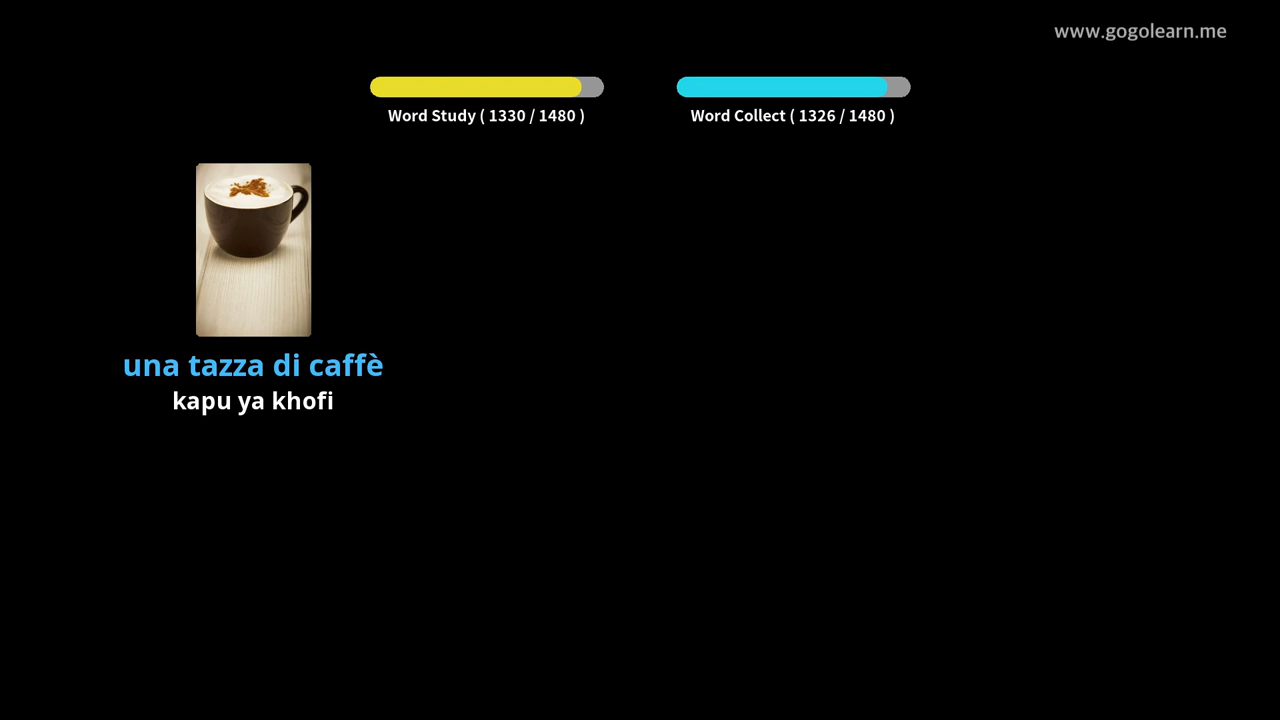 www.gogolearn.me
Word Study ( 1330 / 1480 )
Word Collect ( 1326 / 1480 )
una tazza di caffè
kapu ya khofi